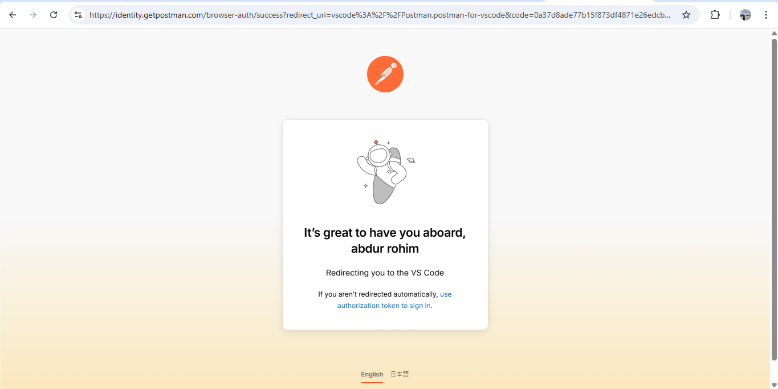 https://identity.getpostman.com/browser-auth/success?redirect_uri=vscode%3A%2F%2FPostman.postman-for-vscode&code=0a37d8ade77b15f873df4871e26edcb...
It's great to have you aboard,
abdur rohim
Redirecting you to the VS Code
If you aren't redirected automatically, use
authorization token to sign in.
English 日本語